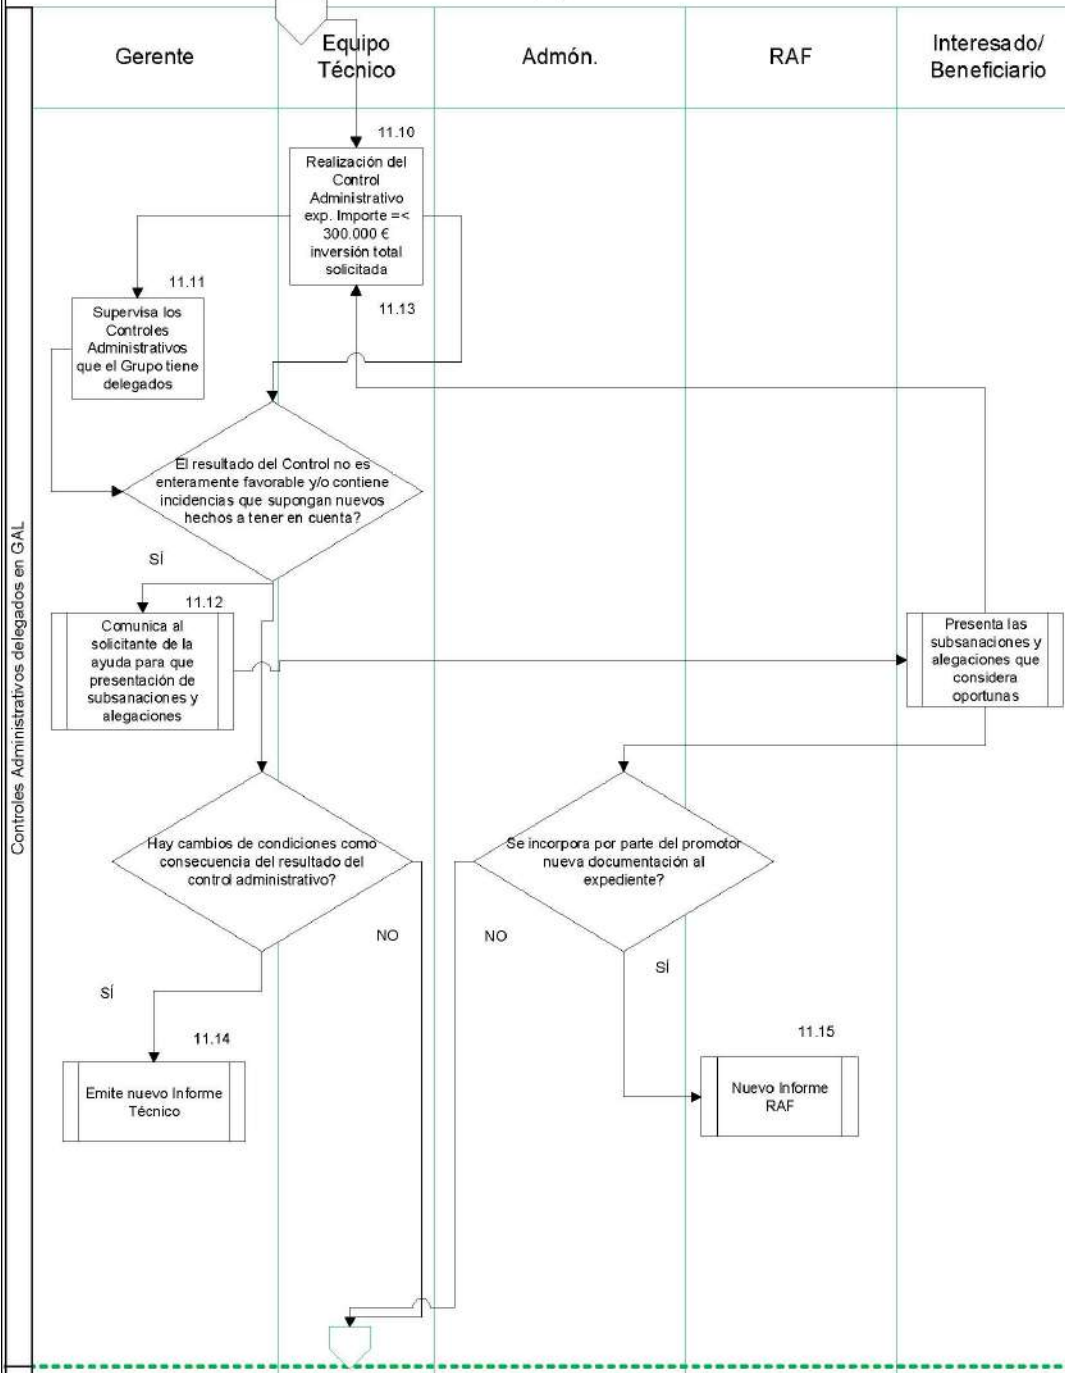 Gerente
Equipo
Técnico
Admón.
RAF
Interesado/
Beneficiario
Controles Administrativos delegados en GAL
11.10
Realización del
Control
Administrativo
exp. Importe =<
300.000 €
inversión total
solicitada
11.11
Supervisa los
Controles
Administrativos
que el Grupo tiene
delegados
11.13
El resultado del Control no es
enteramente favorable y/o contiene
incidencias que supongan nuevos
hechos a tener en cuenta?
SÍ
11.12
Comunica al
solicitante de la
ayuda para que
presentación de
subsanaciones y
alegaciones
Presenta las
subsanaciones y
alegaciones que
considera
oportunas
Hay cambios de condiciones como
consecuencia del resultado del
control administrativo?
Se incorpora por parte del promotor
nueva documentación al
expediente?
NO
NO
SÍ
SÍ
11.14
Emite nuevo Informe
Técnico
11.15
Nuevo Informe
RAF